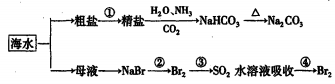 海水
粗盐 ① 精盐 H₂O、NH₃ CO₂ NaHCO₃ △ Na₂CO₃
母液 NaBr ② Br₂ ③ SO₂ 水溶液吸收 ④ Br₂